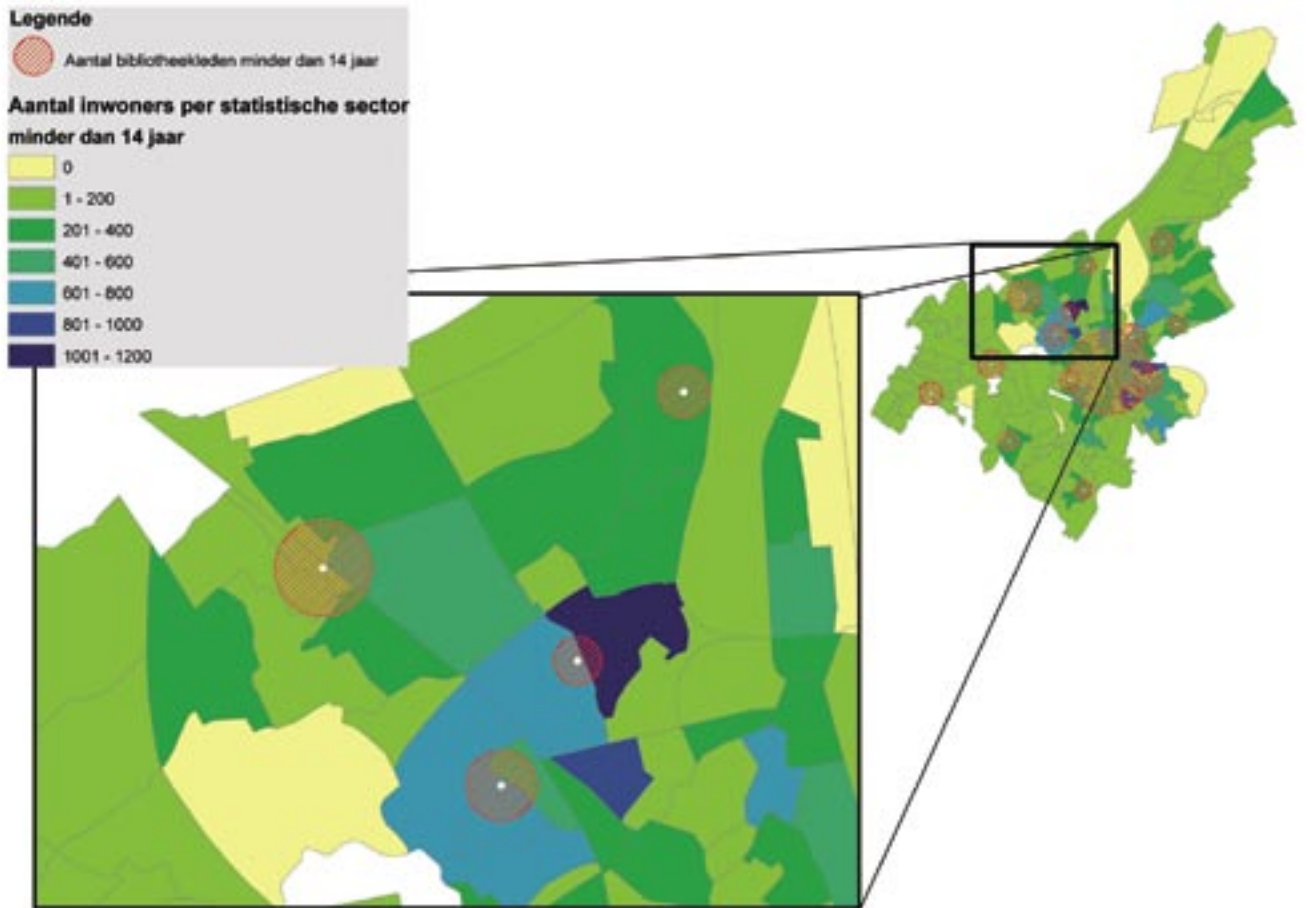 Legende
Aantal bibliotheekleden minder dan 14 jaar
Aantal inwoners per statistische sector
minder dan 14 jaar
0
1 - 200
201 - 400
401 - 600
601 - 800
801 - 1000
1001 - 1200